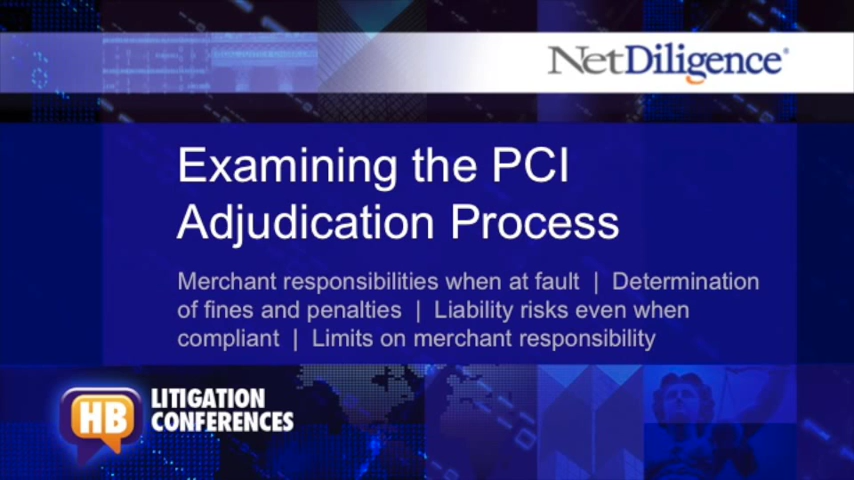 NetDiligence®
Examining the PCI
Adjudication Process
Merchant responsibilities when at fault | Determination
of fines and penalties | Liability risks even when
compliant | Limits on merchant responsibility
HB LITIGATION
CONFERENCES